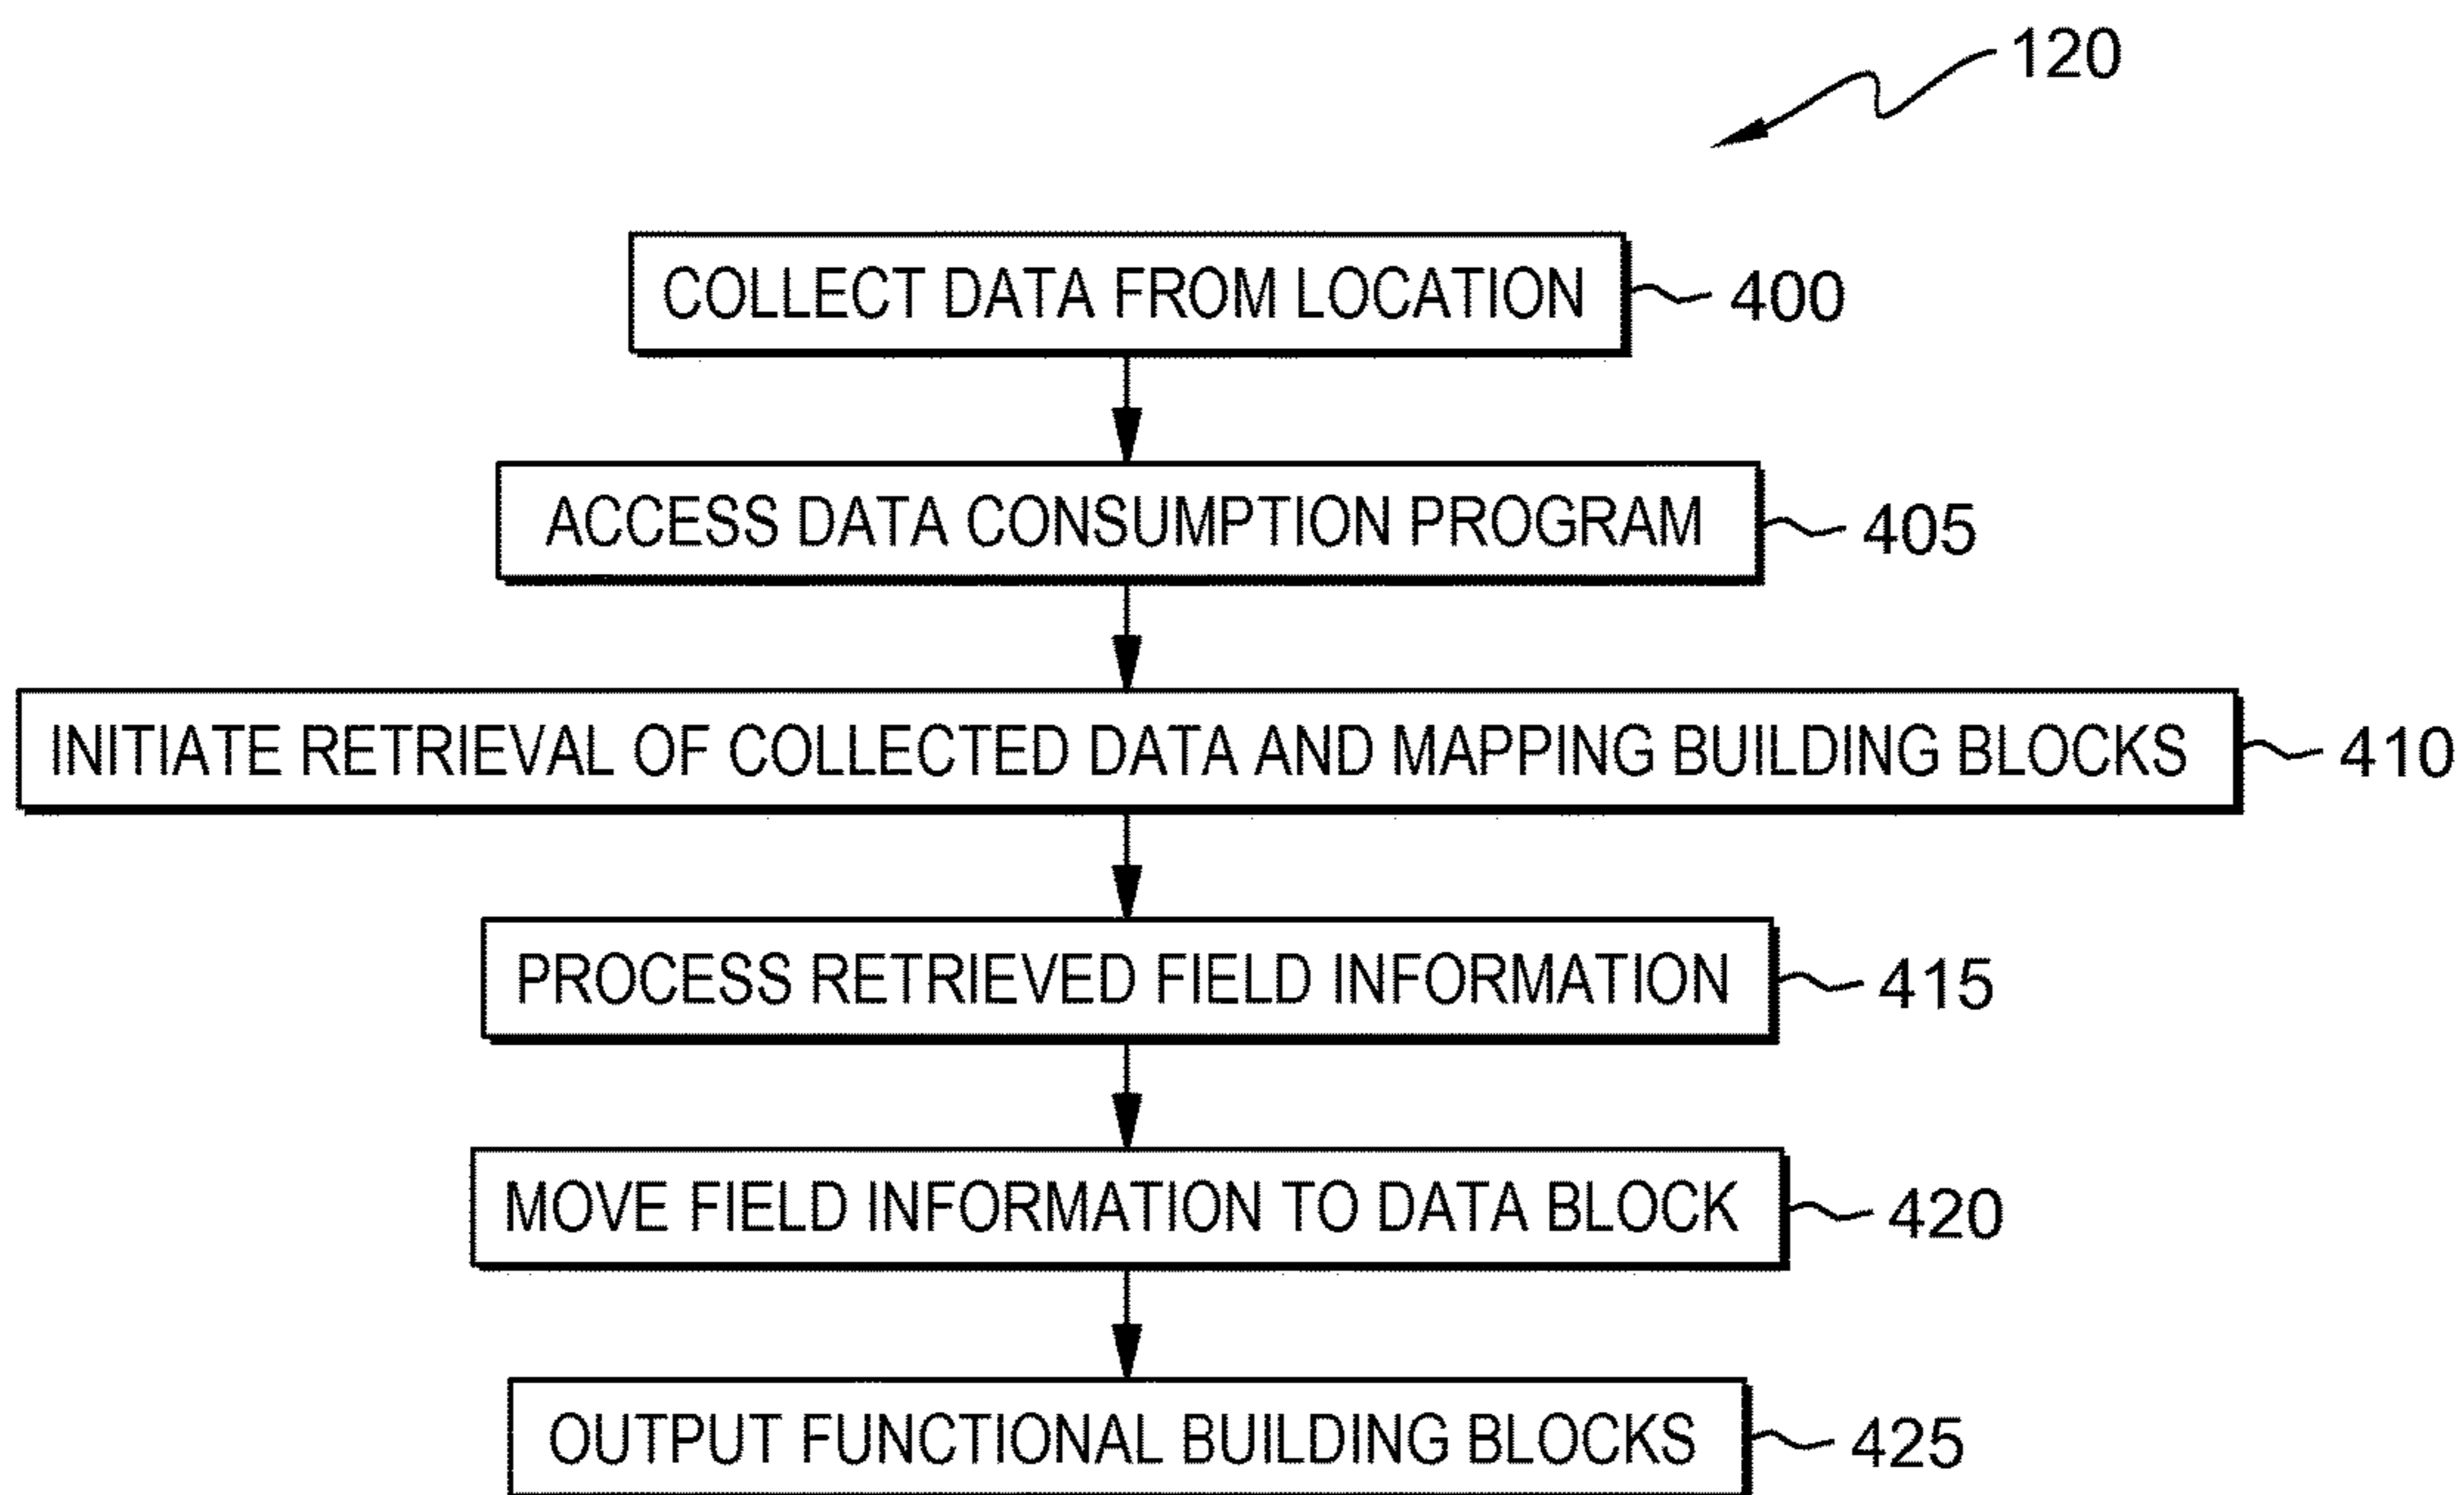 120
COLLECT DATA FROM LOCATION
400
ACCESS DATA CONSUMPTION PROGRAM
405
INITIATE RETRIEVAL OF COLLECTED DATA AND MAPPING BUILDING BLOCKS
410
PROCESS RETRIEVED FIELD INFORMATION
415
MOVE FIELD INFORMATION TO DATA BLOCK
420
OUTPUT FUNCTIONAL BUILDING BLOCKS
425